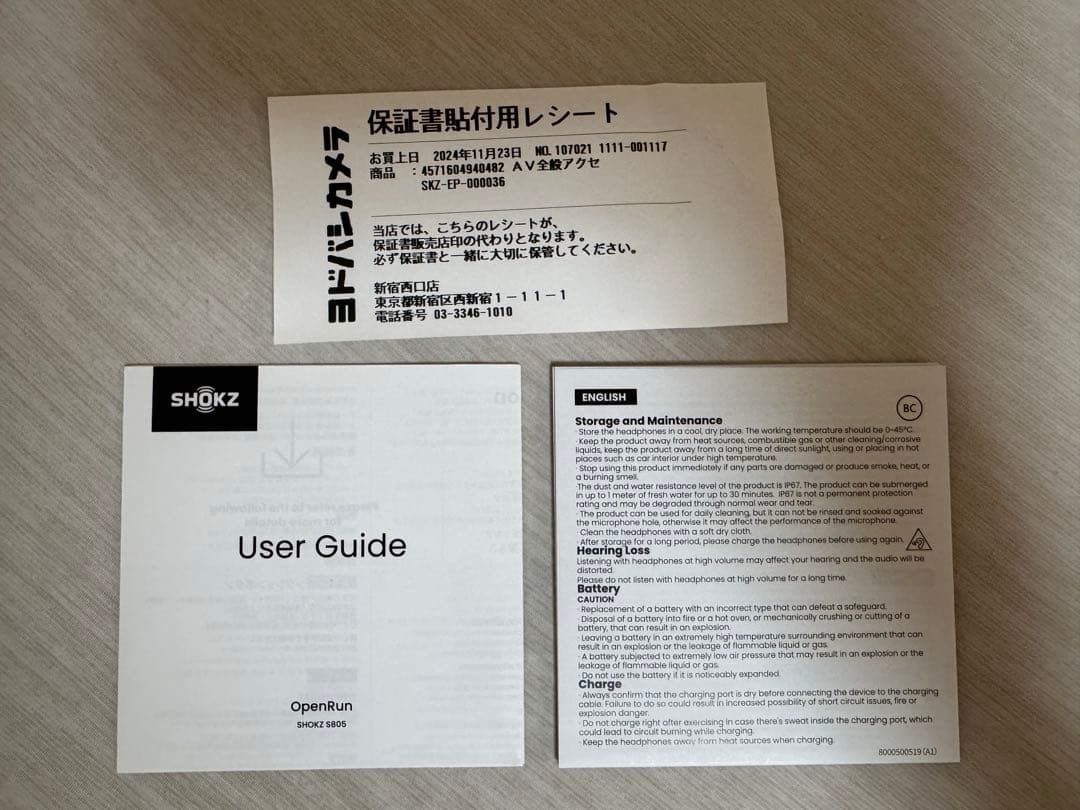 ヨドバシカメラ
保証書貼付用レシート
お買上日 2024年11月23日 NO. 107021 1111-001117
商品 :4571604940482 AV全般アクセ
SKZ-EP-000036
当店では、こちらのレシートが、
保証書販売店印の代わりとなります。
必ず保証書と一緒に大切に保管してください。
新宿西口店
東京都新宿区西新宿1-11-1
電話番号 03-3346-1010
SHOKZ
User Guide
OpenRun
SHOKZ S805
ENGLISH
BC
Storage and Maintenance
· Store the headphones in a cool, dry place. The working temperature should be 0~45°C.
· Keep the product away from heat sources, combustible gas or other cleaning/corrosive
liquids, keep the product away from a long time of direct sunlight, using or placing in hot
places such as car interior under high temperature.
· Stop using this product immediately if any parts are damaged or produce smoke, heat, or
a burning smell.
·The dust and water resistance level of the product is IP67. The product can be submerged
in up to 1 meter of fresh water for up to 30 minutes. IP67 is not a permanent protection
rating and may be degraded through normal wear and tear.
· The product can be used for daily cleaning, but it can not be rinsed and soaked against
the microphone hole, otherwise it may affect the performance of the microphone.
· Clean the headphones with a soft dry cloth.
· After storage for a long period, please charge the headphones before using again.
Hearing Loss
Listening with headphones at high volume may affect your hearing and the audio will be
distorted.
Please do not listen with headphones at high volume for a long time.
Battery
CAUTION
· Replacement of a battery with an incorrect type that can defeat a safeguard.
· Disposal of a battery into fire or a hot oven, or mechanically crushing or cutting of a
battery, that can result in an explosion.
· Leaving a battery in an extremely high temperature surrounding environment that can
result in an explosion or the leakage of flammable liquid or gas.
· A battery subjected to extremely low air pressure that may result in an explosion or the
leakage of flammable liquid or gas.
· Do not use the battery if it is noticeably expanded.
Charge
· Always confirm that the charging port is dry before connecting the device to the charging
cable. Failure to do so could result in increased possibility of short circuit issues, fire or
explosion danger.
· Do not charge right after exercising in case there's sweat inside the charging port, which
could lead to circuit burning while charging.
· Keep the headphones away from heat sources when charging.
8000500519 (A1)